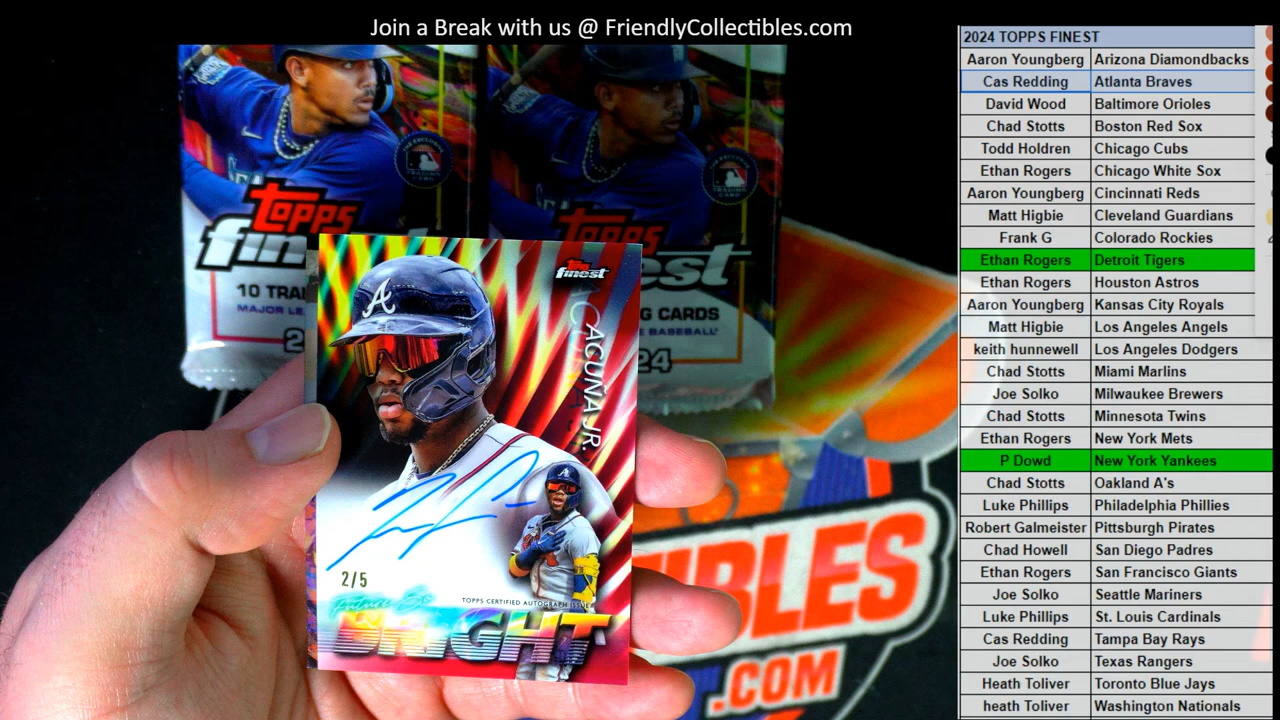 Join a Break with us @ FriendlyCollectibles.com
topps
finest
topps
10
MAJOR
2
G CARDS
E BASEBALL
24
topps
finest
ACUÑA JR.
2/5
TOPPS CERTIFIED AUTOGRAPH ISSUE
Future So
BRIGHT
IBLES
.COM
2024 TOPPS FINEST
Aaron Youngberg Arizona Diamondbacks
Cas Redding Atlanta Braves
David Wood Baltimore Orioles
Chad Stotts Boston Red Sox
Todd Holdren Chicago Cubs
Ethan Rogers Chicago White Sox
Aaron Youngberg Cincinnati Reds
Matt Higbie Cleveland Guardians
Frank G Colorado Rockies
Ethan Rogers Detroit Tigers
Ethan Rogers Houston Astros
Aaron Youngberg Kansas City Royals
Matt Higbie Los Angeles Angels
keith hunnewell Los Angeles Dodgers
Chad Stotts Miami Marlins
Joe Solko Milwaukee Brewers
Chad Stotts Minnesota Twins
Ethan Rogers New York Mets
P Dowd New York Yankees
Chad Stotts Oakland A's
Luke Phillips Philadelphia Phillies
Robert Galmeister Pittsburgh Pirates
Chad Howell San Diego Padres
Ethan Rogers San Francisco Giants
Joe Solko Seattle Mariners
Luke Phillips St. Louis Cardinals
Cas Redding Tampa Bay Rays
Joe Solko Texas Rangers
Heath Toliver Toronto Blue Jays
heath Toliver Washington Nationals